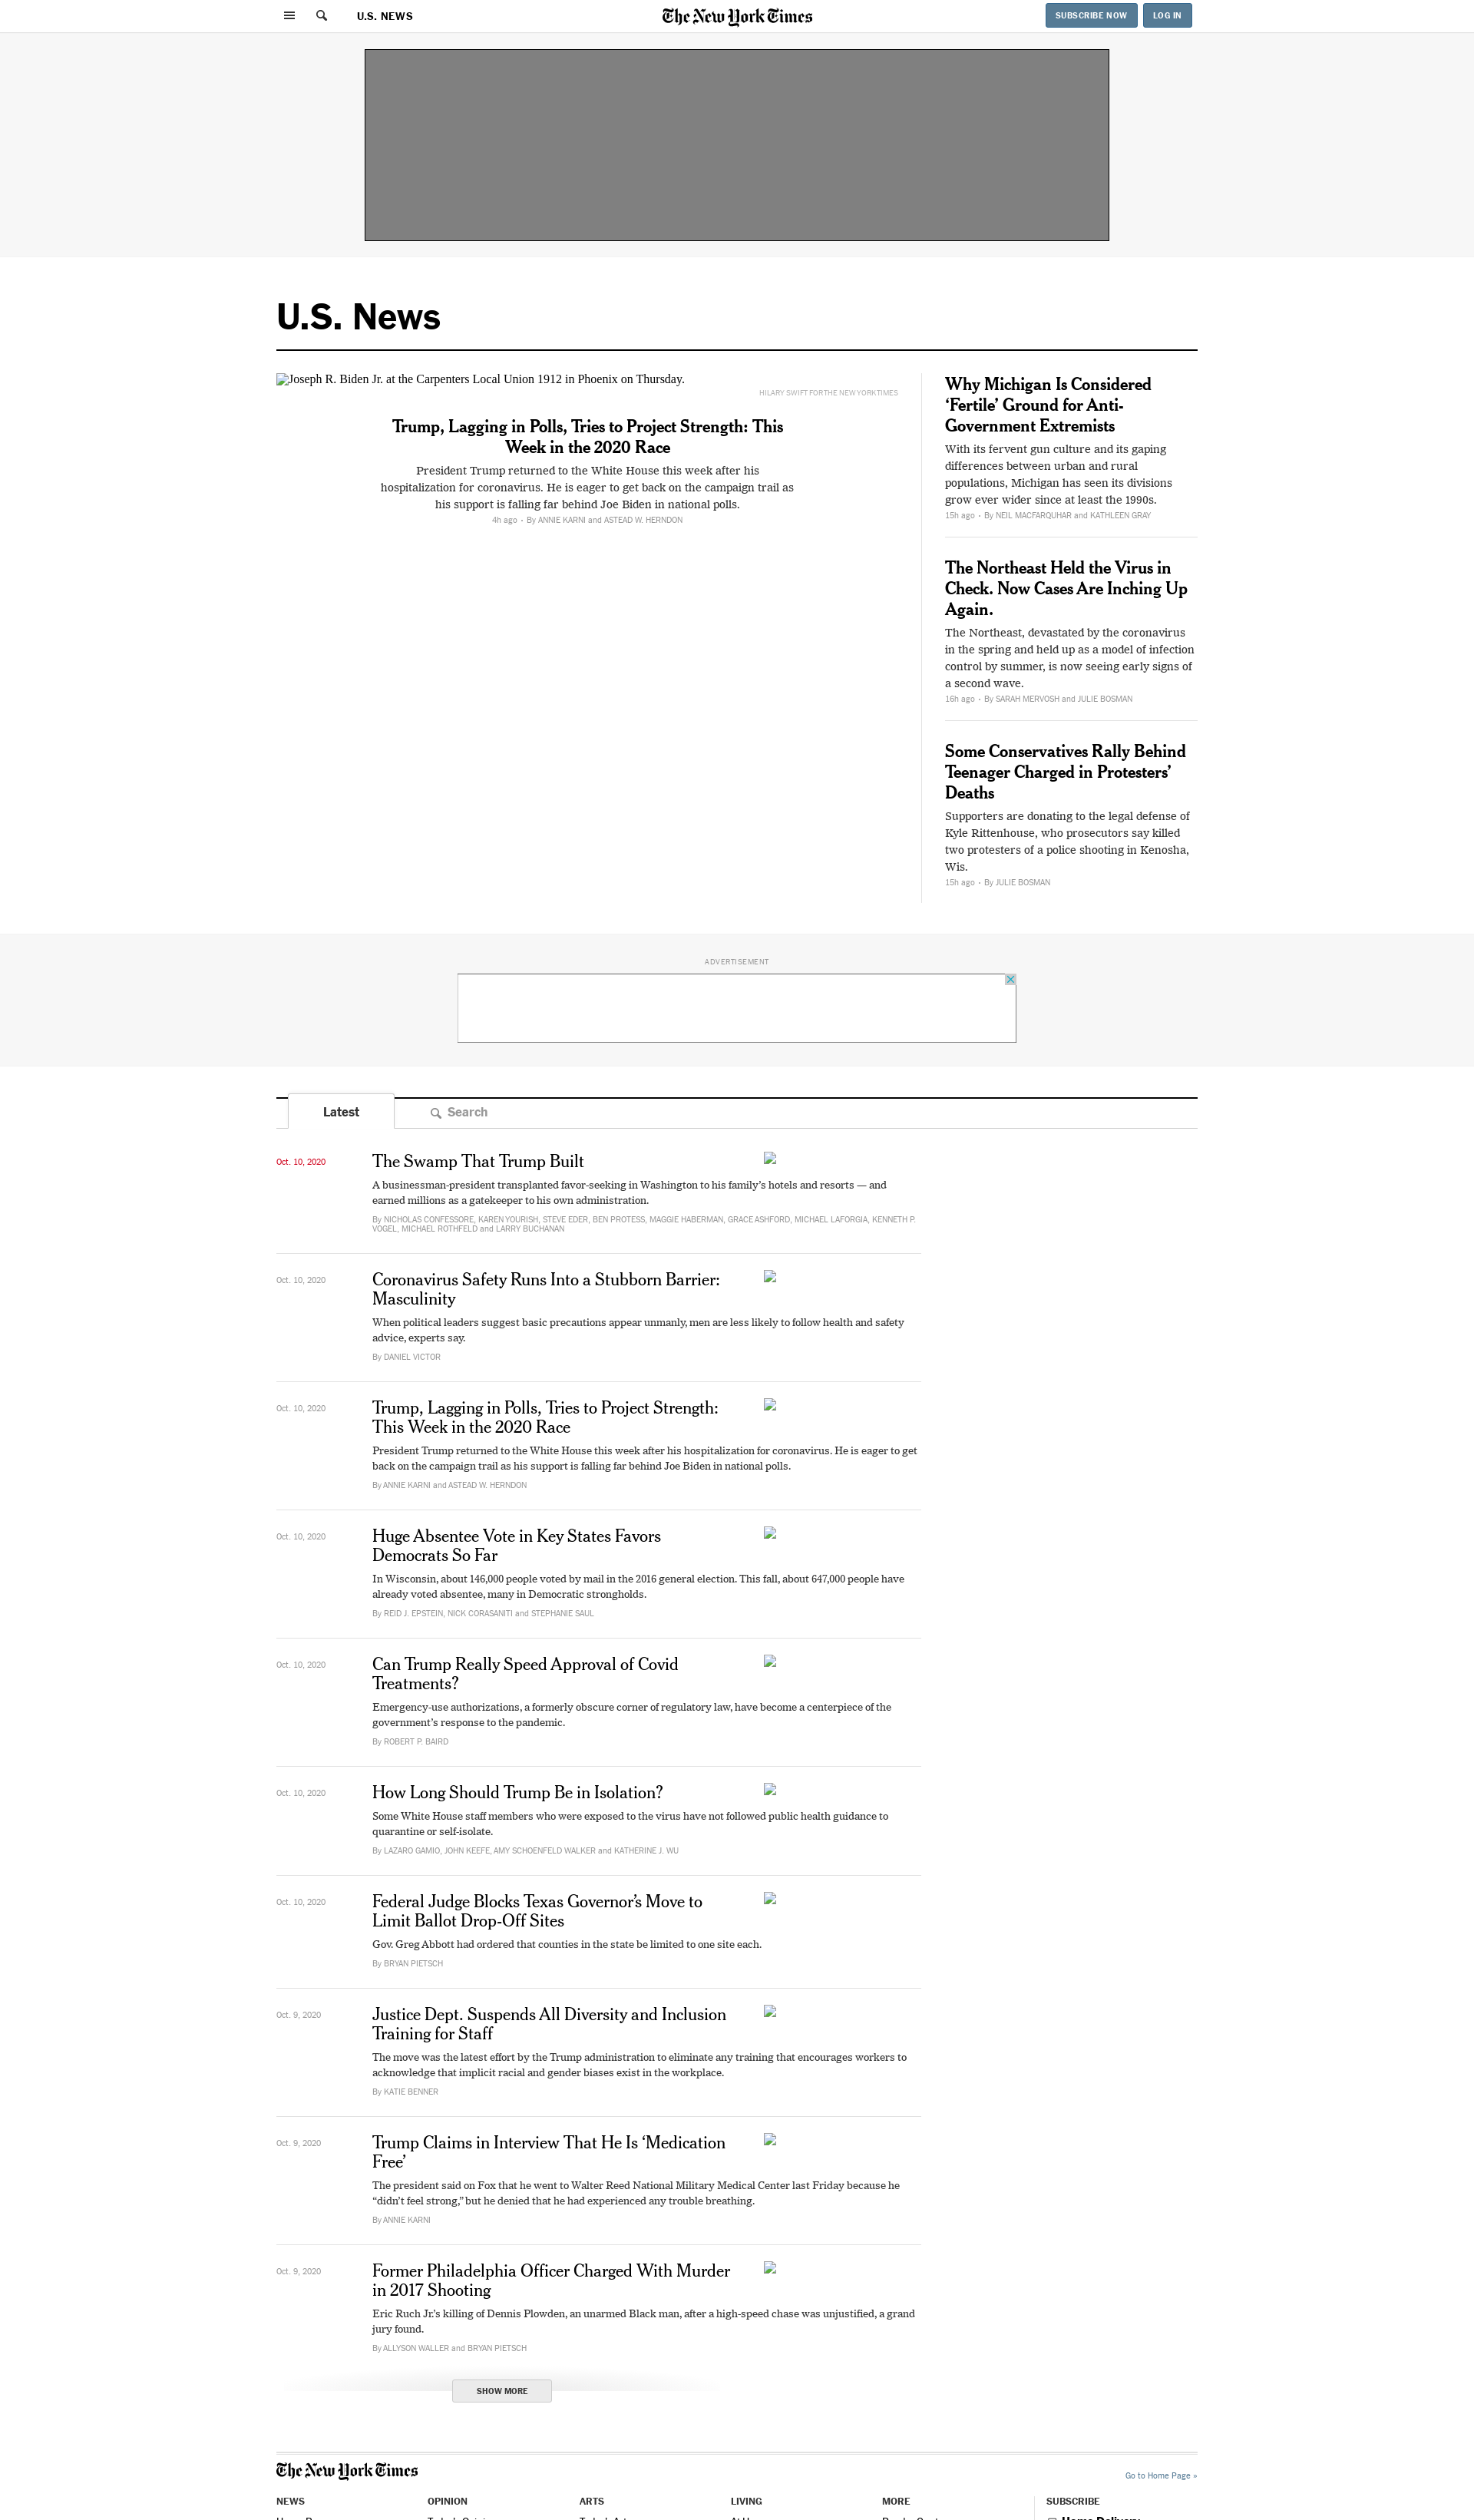 U.S. NEWS
The New York Times
SUBSCRIBE NOW
LOG IN
U.S. News
Joseph R. Biden Jr. at the Carpenters Local Union 1912 in Phoenix on Thursday.
HILARY SWIFT FOR THE NEW YORK TIMES
Trump, Lagging in Polls, Tries to Project Strength: This
Week in the 2020 Race
President Trump returned to the White House this week after his
hospitalization for coronavirus. He is eager to get back on the campaign trail as
his support is falling far behind Joe Biden in national polls.
4h ago • By ANNIE KARNI and ASTEAD W. HERNDON
Why Michigan Is Considered
‘Fertile’ Ground for Anti-
Government Extremists
With its fervent gun culture and its gaping
differences between urban and rural
populations, Michigan has seen its divisions
grow ever wider since at least the 1990s.
15h ago • By NEIL MACFARQUHAR and KATHLEEN GRAY
The Northeast Held the Virus in
Check. Now Cases Are Inching Up
Again.
The Northeast, devastated by the coronavirus
in the spring and held up as a model of infection
control by summer, is now seeing early signs of
a second wave.
16h ago • By SARAH MERVOSH and JULIE BOSMAN
Some Conservatives Rally Behind
Teenager Charged in Protesters’
Deaths
Supporters are donating to the legal defense of
Kyle Rittenhouse, who prosecutors say killed
two protesters of a police shooting in Kenosha,
Wis.
15h ago • By JULIE BOSMAN
ADVERTISEMENT
Latest
Search
Oct. 10, 2020
The Swamp That Trump Built
A businessman-president transplanted favor-seeking in Washington to his family’s hotels and resorts — and
earned millions as a gatekeeper to his own administration.
By NICHOLAS CONFESSORE, KAREN YOURISH, STEVE EDER, BEN PROTESS, MAGGIE HABERMAN, GRACE ASHFORD, MICHAEL LAFORGIA, KENNETH P.
VOGEL, MICHAEL ROTHFELD and LARRY BUCHANAN
Oct. 10, 2020
Coronavirus Safety Runs Into a Stubborn Barrier:
Masculinity
When political leaders suggest basic precautions appear unmanly, men are less likely to follow health and safety
advice, experts say.
By DANIEL VICTOR
Oct. 10, 2020
Trump, Lagging in Polls, Tries to Project Strength:
This Week in the 2020 Race
President Trump returned to the White House this week after his hospitalization for coronavirus. He is eager to get
back on the campaign trail as his support is falling far behind Joe Biden in national polls.
By ANNIE KARNI and ASTEAD W. HERNDON
Oct. 10, 2020
Huge Absentee Vote in Key States Favors
Democrats So Far
In Wisconsin, about 146,000 people voted by mail in the 2016 general election. This fall, about 647,000 people have
already voted absentee, many in Democratic strongholds.
By REID J. EPSTEIN, NICK CORASANITI and STEPHANIE SAUL
Oct. 10, 2020
Can Trump Really Speed Approval of Covid
Treatments?
Emergency-use authorizations, a formerly obscure corner of regulatory law, have become a centerpiece of the
government’s response to the pandemic.
By ROBERT P. BAIRD
Oct. 10, 2020
How Long Should Trump Be in Isolation?
Some White House staff members who were exposed to the virus have not followed public health guidance to
quarantine or self-isolate.
By LAZARO GAMIO, JOHN KEEFE, AMY SCHOENFELD WALKER and KATHERINE J. WU
Oct. 10, 2020
Federal Judge Blocks Texas Governor’s Move to
Limit Ballot Drop-Off Sites
Gov. Greg Abbott had ordered that counties in the state be limited to one site each.
By BRYAN PIETSCH
Oct. 9, 2020
Justice Dept. Suspends All Diversity and Inclusion
Training for Staff
The move was the latest effort by the Trump administration to eliminate any training that encourages workers to
acknowledge that implicit racial and gender biases exist in the workplace.
By KATIE BENNER
Oct. 9, 2020
Trump Claims in Interview That He Is ‘Medication
Free’
The president said on Fox that he went to Walter Reed National Military Medical Center last Friday because he
“didn’t feel strong,” but he denied that he had experienced any trouble breathing.
By ANNIE KARNI
Oct. 9, 2020
Former Philadelphia Officer Charged With Murder
in 2017 Shooting
Eric Ruch Jr.’s killing of Dennis Plowden, an unarmed Black man, after a high-speed chase was unjustified, a grand
jury found.
By ALLYSON WALLER and BRYAN PIETSCH
SHOW MORE
The New York Times
Go to Home Page »
NEWS
OPINION
ARTS
LIVING
MORE
SUBSCRIBE